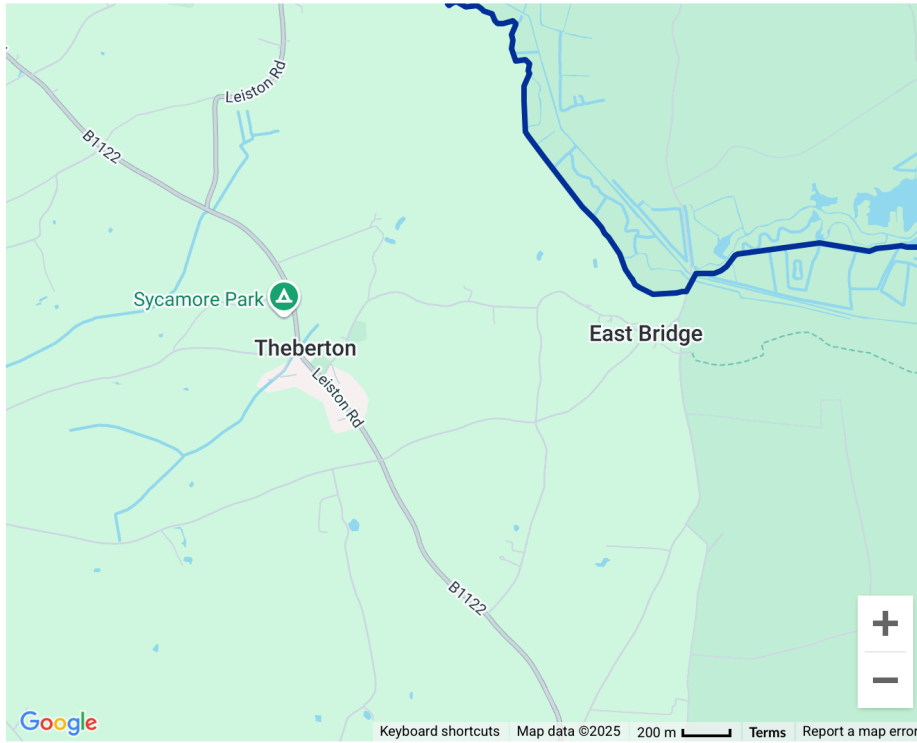 Leiston Rd
B1122
Sycamore Park
East Bridge
Theberton
Leiston Rd
B1122
Google
Keyboard shortcuts
Map data ©2025
200 m
Terms
Report a map error